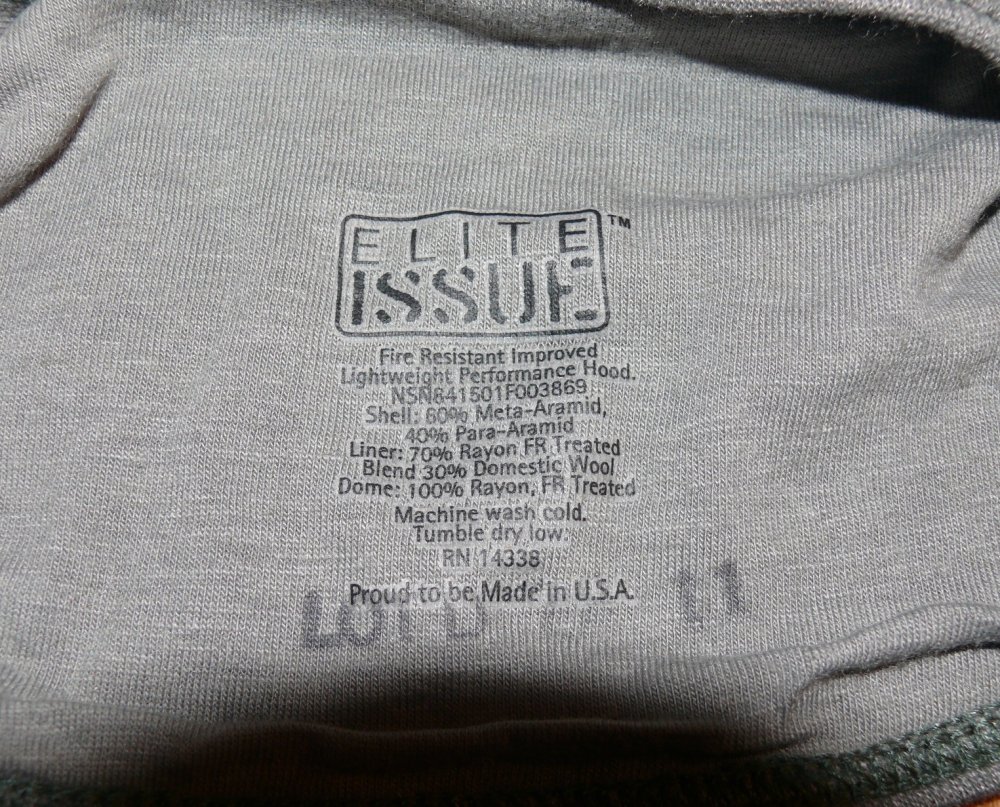 ELITE™
ISSUE
Fire Resistant Improved
Lightweight Performance Hood.
NSN841501F003869
Shell: 60% Meta-Aramid,
40% Para-Aramid
Liner: 70% Rayon FR Treated
Blend 30% Domestic Wool
Dome: 100% Rayon, FR Treated
Machine wash cold.
Tumble dry low.
RN 14338
Proud to be Made in U.S.A.
LOT 11